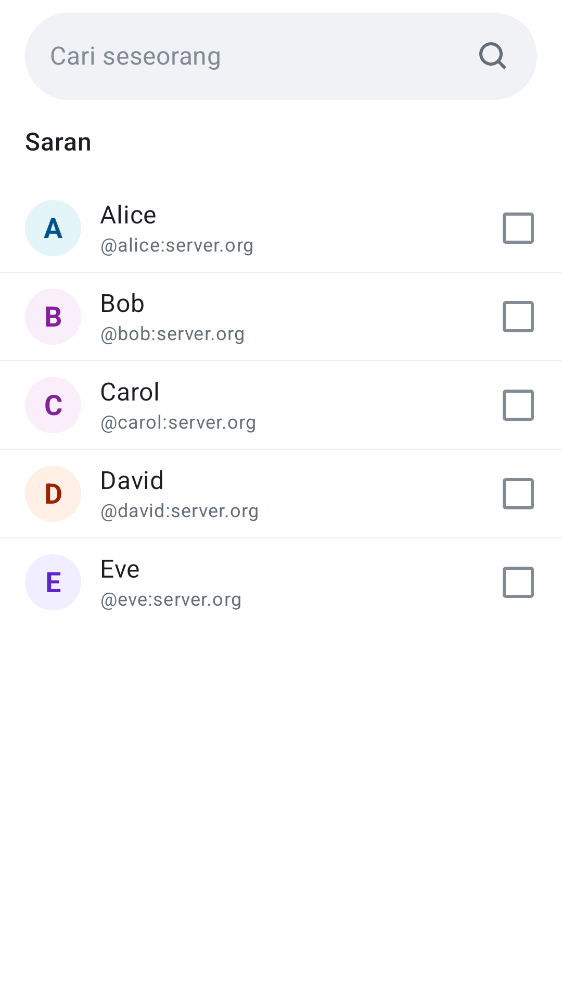 Cari seseorang
Saran
A
Alice
@alice:server.org
B
Bob
@bob:server.org
C
Carol
@carol:server.org
D
David
@david:server.org
E
Eve
@eve:server.org